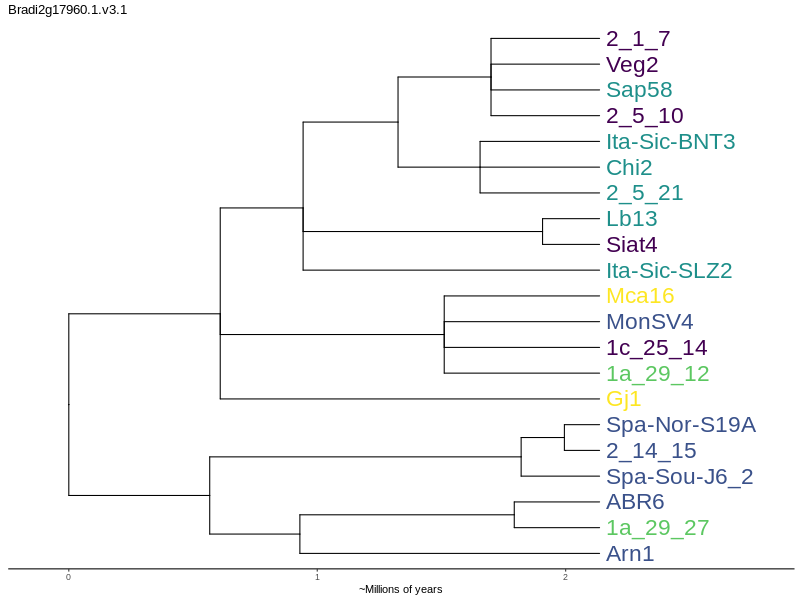 Bradi2g17960.1.v3.1
2_1_7
Veg2
Sap58
2_5_10
Ita-Sic-BNT3
Chi2
2_5_21
Lb13
Siat4
Ita-Sic-SLZ2
Mca16
MonSV4
1c_25_14
1a_29_12
Gj1
Spa-Nor-S19A
2_14_15
Spa-Sou-J6_2
ABR6
1a_29_27
Arn1
0 1 2
~Millions of years